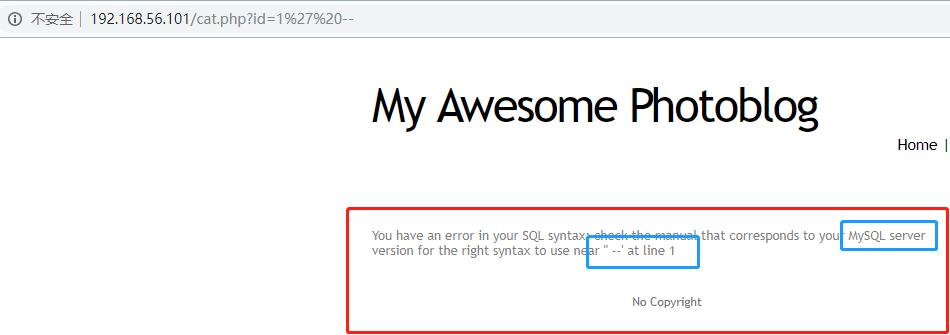 不安全 | 192.168.56.101/cat.php?id=1%27%20--
My Awesome Photoblog
Home |
You have an error in your SQL syntax; check the manual that corresponds to your MySQL server
version for the right syntax to use near '' --' at line 1
No Copyright